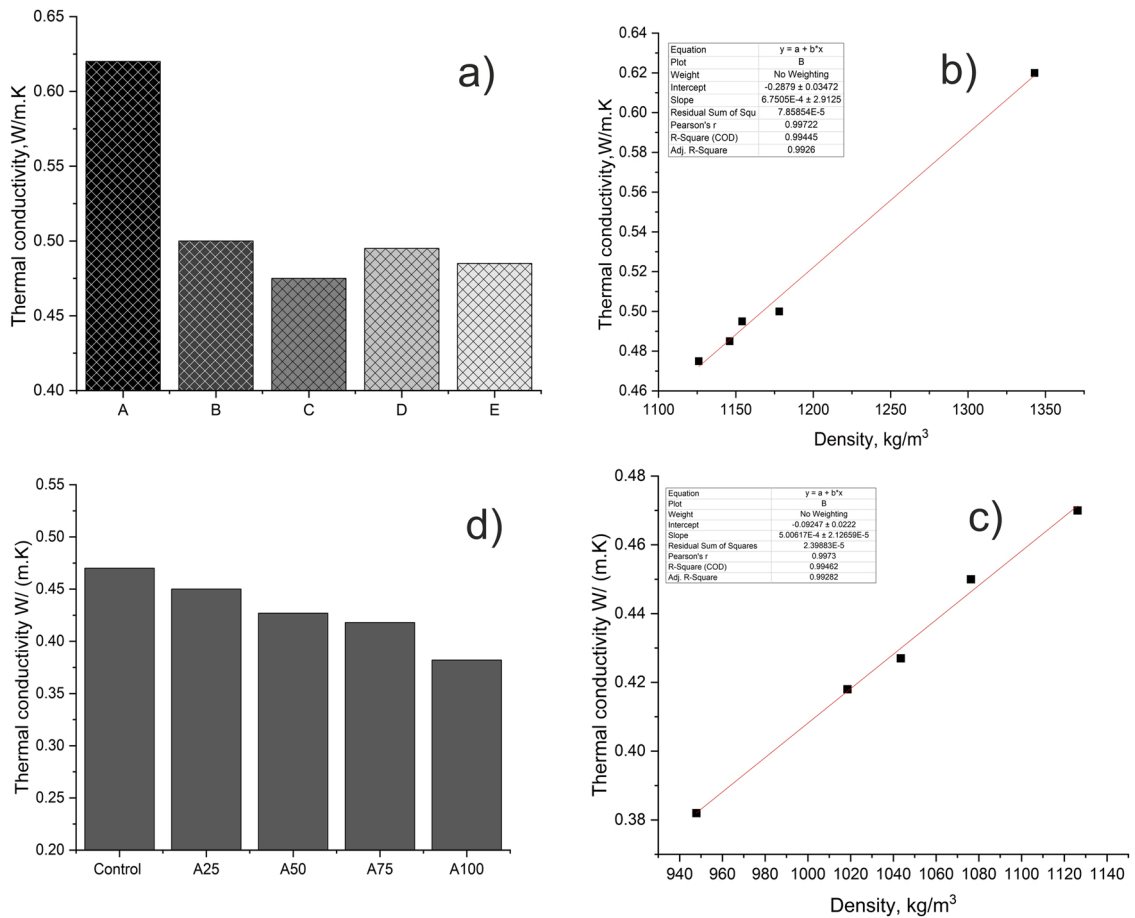 a)
Thermal conductivity,W/m.K
0.65
0.60
0.55
0.50
0.45
0.40
A B C D E
b)
Thermal conductivity,W/m.K
0.64
0.62
0.60
0.58
0.56
0.54
0.52
0.50
0.48
0.46
Equation y = a + b*x
Plot B
Weight No Weighting
Intercept -0.2879 ± 0.03472
Slope 6.7505E-4 ± 2.9125
Residual Sum of Squ 7.85854E-5
Pearson's r 0.99722
R-Square (COD) 0.99445
Adj. R-Square 0.9926
1100 1150 1200 1250 1300 1350
Density, kg/m³
d)
Thermal conductivity W/ (m.K)
0.55
0.50
0.45
0.40
0.35
0.30
0.25
0.20
Control A25 A50 A75 A100
c)
Thermal conductivity W/ (m.K)
0.48
0.46
0.44
0.42
0.40
0.38
Equation y = a + b*x
Plot B
Weight No Weighting
Intercept -0.09247 ± 0.0222
Slope 5.00617E-4 ± 2.12659E-5
Residual Sum of Squares 2.39883E-5
Pearson's r 0.9973
R-Square (COD) 0.99462
Adj. R-Square 0.99282
940 960 980 1000 1020 1040 1060 1080 1100 1120 1140
Density, kg/m³